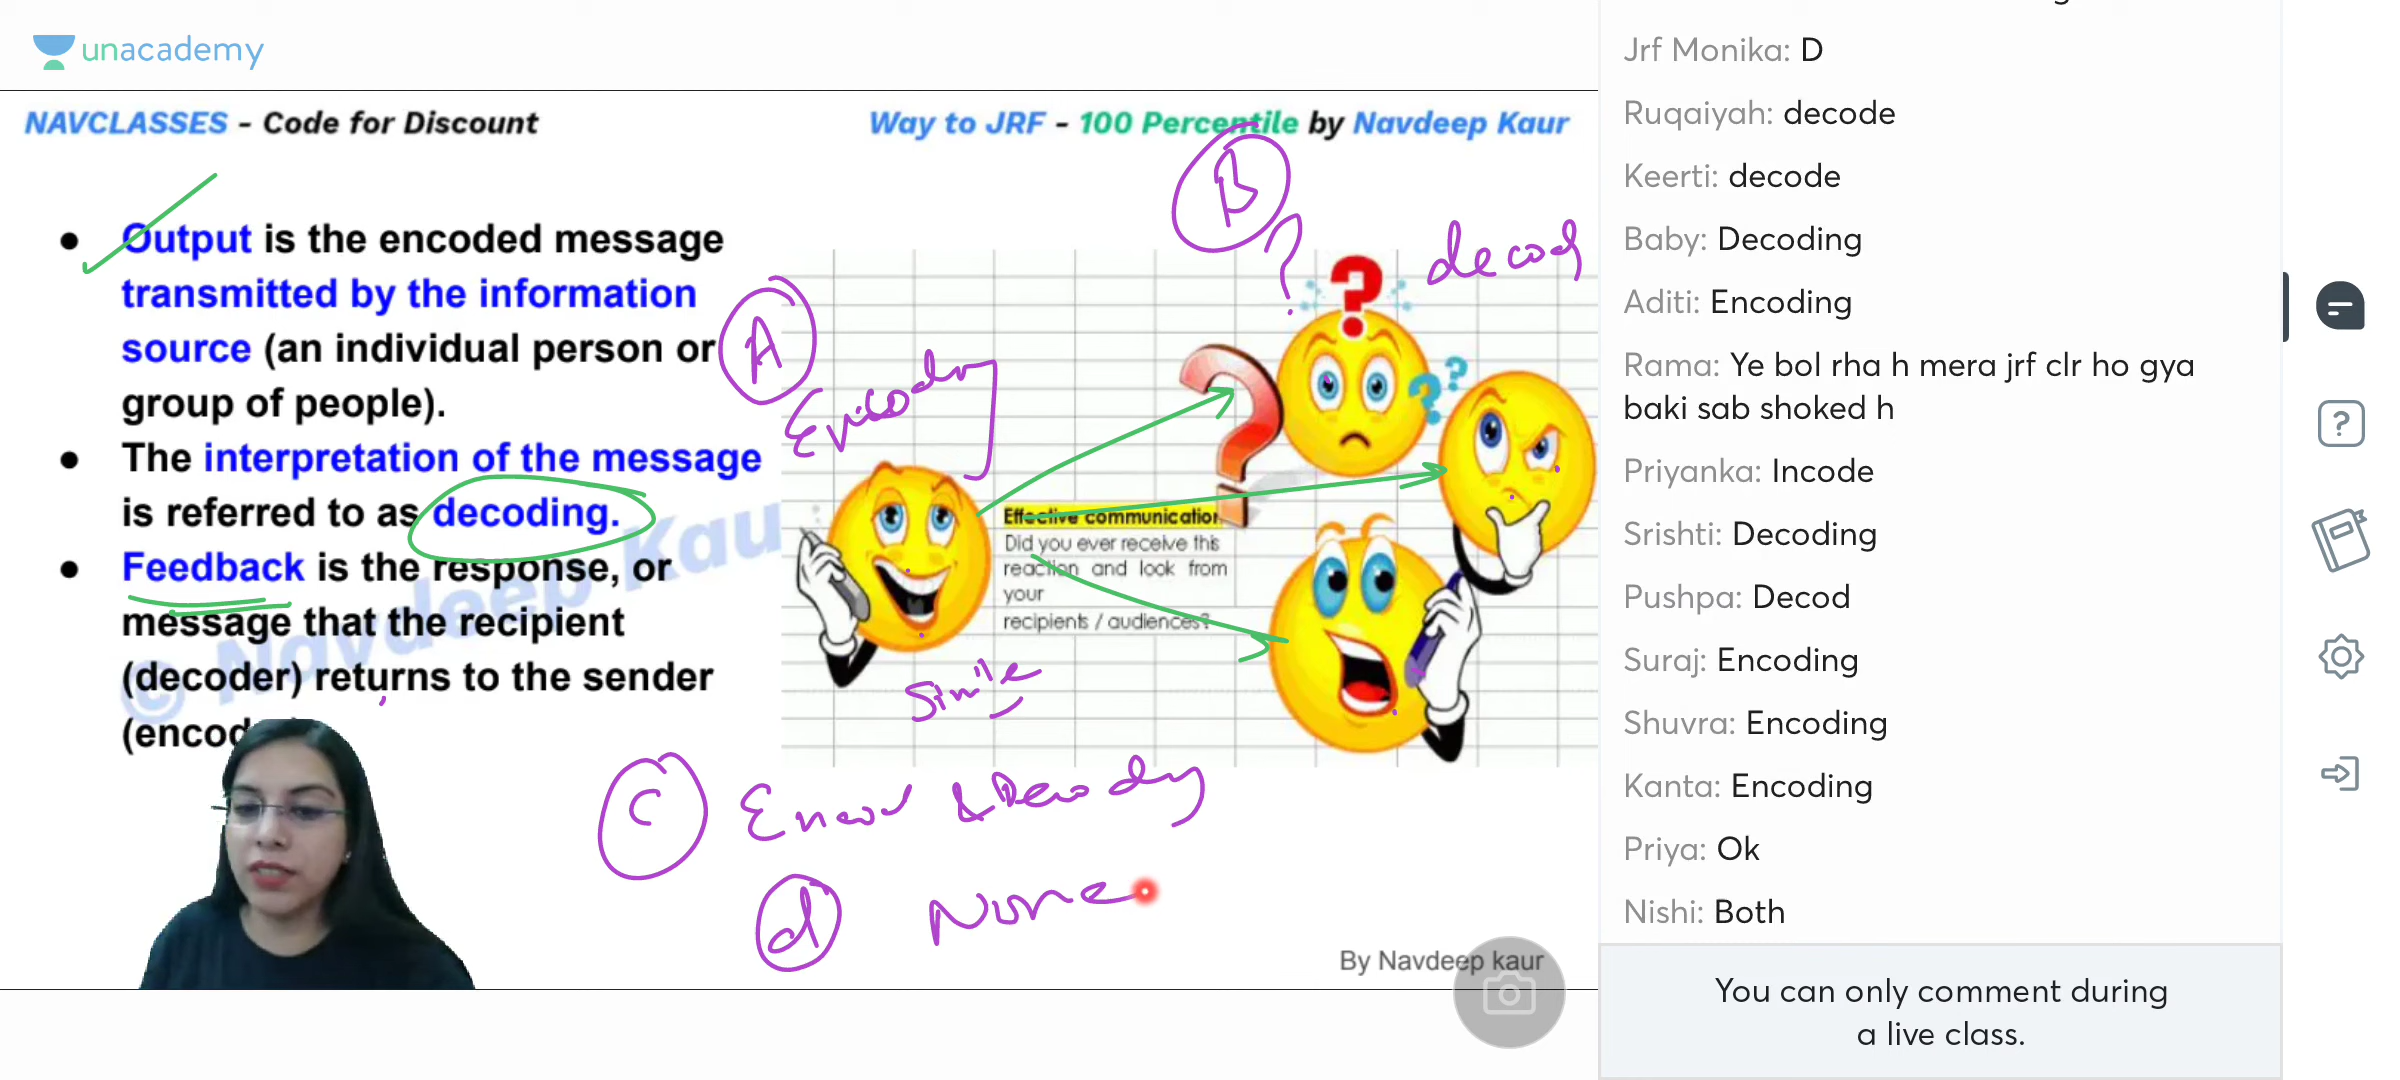 unacademy
NAVCLASSES - Code for Discount
Way to JRF - 100 Percentile by Navdeep Kaur
● Output is the encoded message
transmitted by the information
source (an individual person or
group of people).
● The interpretation of the message
is referred to as decoding.
● Feedback is the response, or
message that the recipient
(decoder) returns to the sender
(encod
© Navdeep Kau
A
B
?
decod
Smile
Effective communication
Did you ever receive this
reaction and look from
your
recipients / audiences?
C
d None
By Navdeep kaur
Jrf Monika: D
Ruqaiyah: decode
Keerti: decode
Baby: Decoding
Aditi: Encoding
Rama: Ye bol rha h mera jrf clr ho gya
baki sab shoked h
Priyanka: Incode
Srishti: Decoding
Pushpa: Decod
Suraj: Encoding
Shuvra: Encoding
Kanta: Encoding
Priya: Ok
Nishi: Both
You can only comment during
a live class.